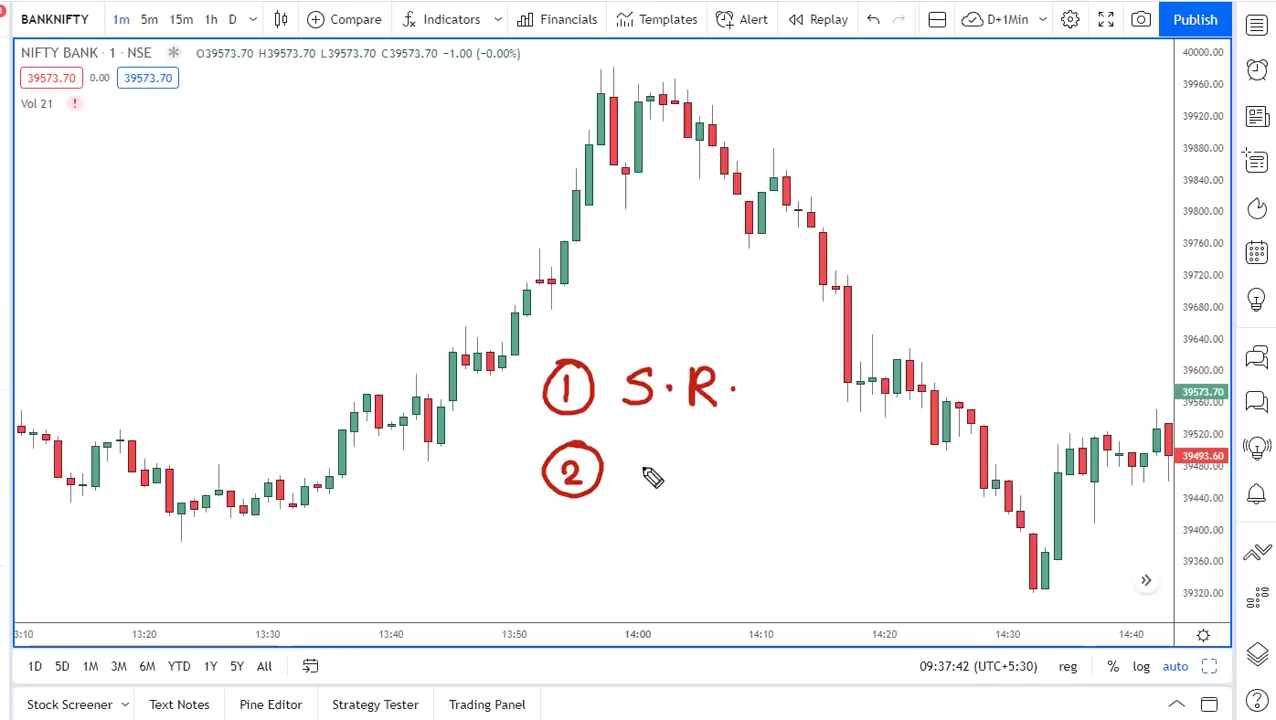 BANKNIFTY 1m 5m 15m 1h D Compare Indicators Financials Templates Alert Replay D+1Min Publish
NIFTY BANK · 1 · NSE O39573.70 H39573.70 L39573.70 C39573.70 −1.00 (−0.00%)
39573.70 0.00 39573.70
Vol 21 !
40000.00
39960.00
39920.00
39880.00
39840.00
39800.00
39760.00
39720.00
39680.00
39640.00
39600.00
39573.70
39560.00
39520.00
39493.60
39480.00
39440.00
39400.00
39360.00
39320.00
1 S.R.
2
3:10 13:20 13:30 13:40 13:50 14:00 14:10 14:20 14:30 14:40
1D 5D 1M 3M 6M YTD 1Y 5Y All 09:37:42 (UTC+5:30) reg % log auto
Stock Screener Text Notes Pine Editor Strategy Tester Trading Panel